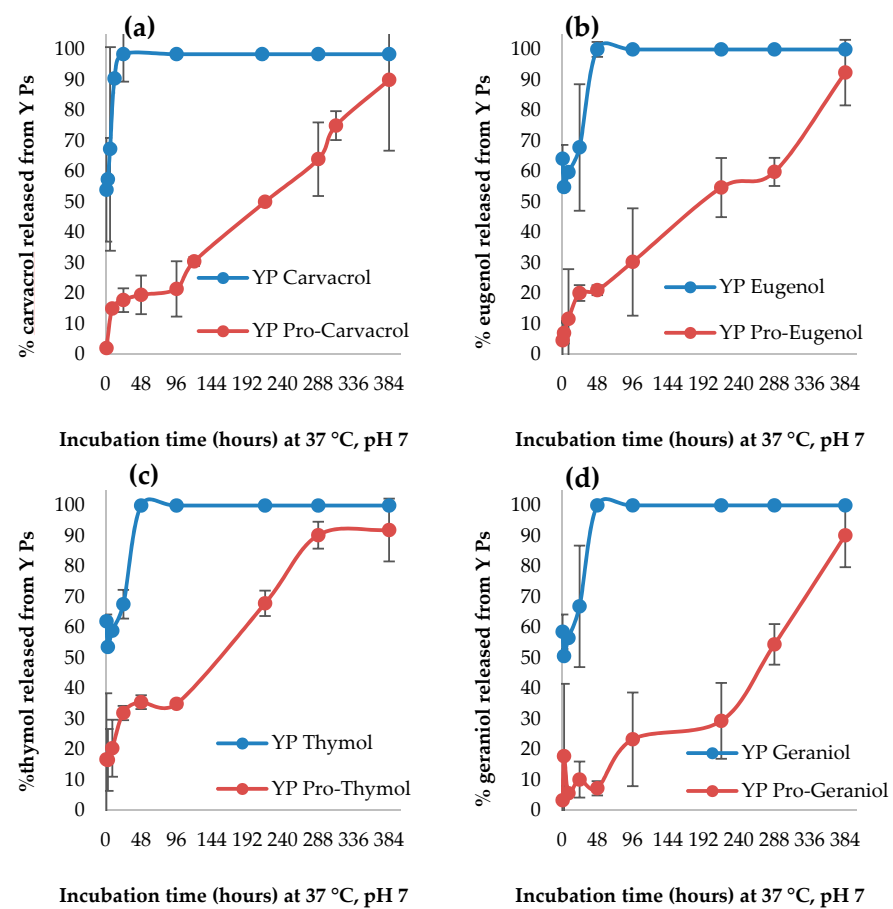 (a)
% carvacrol released from Y Ps
100
90
80
70
60
50
40
30
20
10
0
YP Carvacrol
YP Pro-Carvacrol
0 48 96 144 192 240 288 336 384
Incubation time (hours) at 37 °C, pH 7
(b)
% eugenol released from Y Ps
100
90
80
70
60
50
40
30
20
10
0
YP Eugenol
YP Pro-Eugenol
0 48 96 144 192 240 288 336 384
Incubation time (hours) at 37 °C, pH 7
(c)
%thymol released from Y Ps
100
90
80
70
60
50
40
30
20
10
0
YP Thymol
YP Pro-Thymol
0 48 96 144 192 240 288 336 384
Incubation time (hours) at 37 °C, pH 7
(d)
% geraniol released from Y Ps
100
90
80
70
60
50
40
30
20
10
0
YP Geraniol
YP Pro-Geraniol
0 48 96 144 192 240 288 336 384
Incubation time (hours) at 37 °C, pH 7